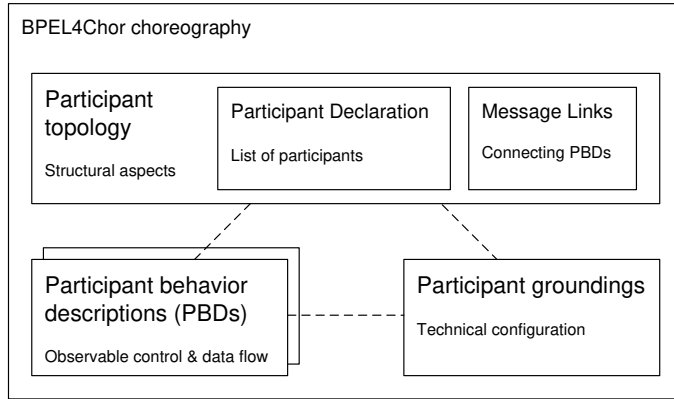 BPEL4Chor choreography
Participant
topology
Structural aspects
Participant Declaration
List of participants
Message Links
Connecting PBDs
Participant behavior
descriptions (PBDs)
Observable control & data flow
Participant groundings
Technical configuration